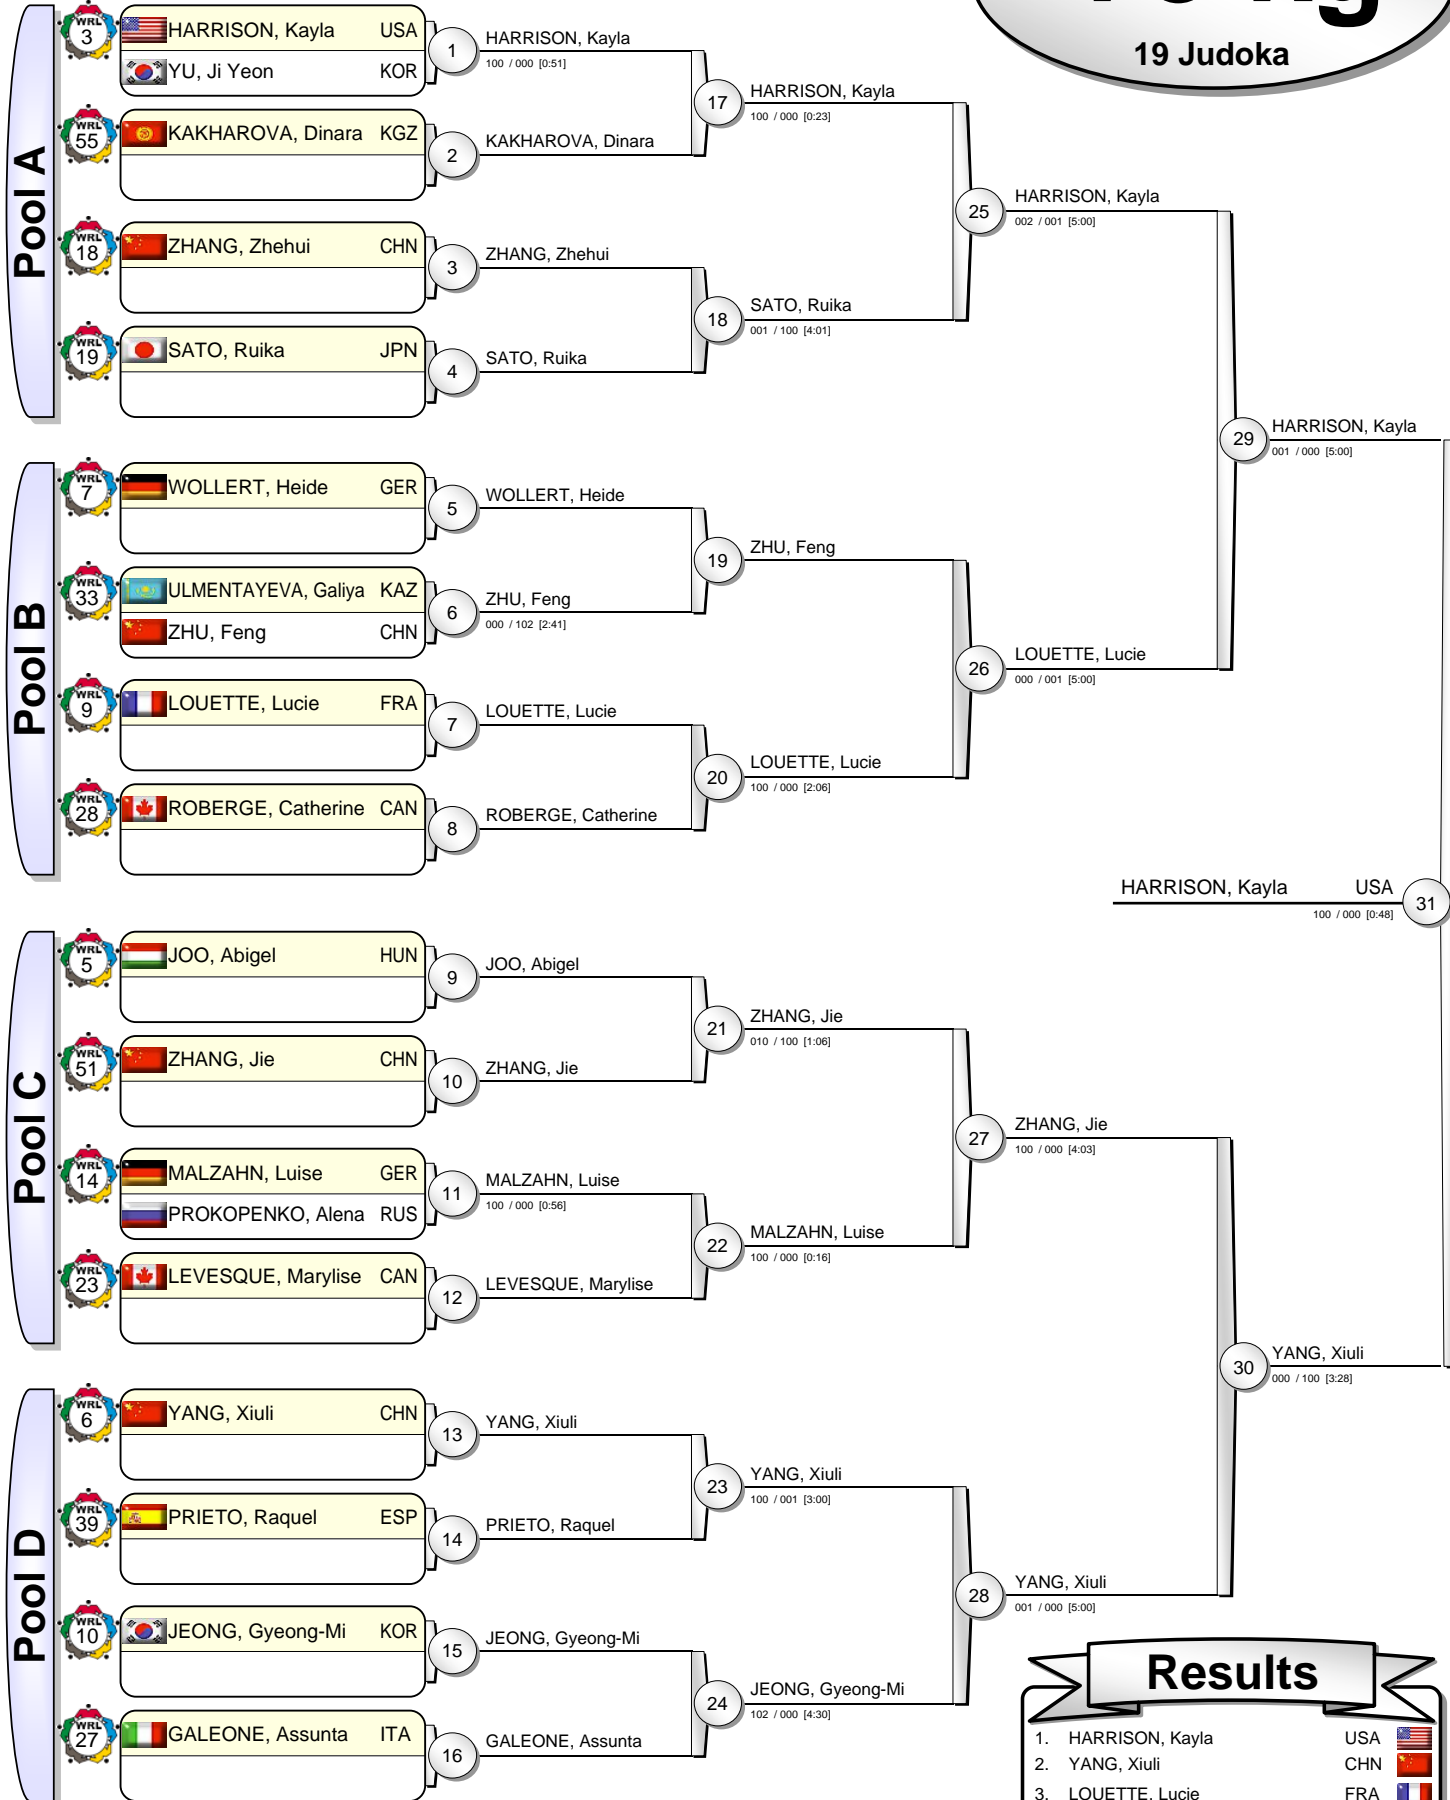 19 Judoka
Pool A
WRL 3 HARRISON, Kayla USA
YU, Ji Yeon KOR
1
HARRISON, Kayla
100 / 000 [0:51]
WRL 55 KAKHAROVA, Dinara KGZ
2
KAKHAROVA, Dinara
17
HARRISON, Kayla
100 / 000 [0:23]
WRL 18 ZHANG, Zhehui CHN
3
ZHANG, Zhehui
WRL 19 SATO, Ruika JPN
4
SATO, Ruika
18
SATO, Ruika
001 / 100 [4:01]
25
HARRISON, Kayla
002 / 001 [5:00]
Pool B
WRL 7 WOLLERT, Heide GER
5
WOLLERT, Heide
WRL 33 ULMENTAYEVA, Galiya KAZ
ZHU, Feng CHN
6
ZHU, Feng
000 / 102 [2:41]
19
ZHU, Feng
WRL 9 LOUETTE, Lucie FRA
7
LOUETTE, Lucie
WRL 28 ROBERGE, Catherine CAN
8
ROBERGE, Catherine
20
LOUETTE, Lucie
100 / 000 [2:06]
26
LOUETTE, Lucie
000 / 001 [5:00]
29
HARRISON, Kayla
001 / 000 [5:00]
HARRISON, Kayla USA
100 / 000 [0:48]
31
Pool C
WRL 5 JOO, Abigel HUN
9
JOO, Abigel
WRL 51 ZHANG, Jie CHN
10
ZHANG, Jie
21
ZHANG, Jie
010 / 100 [1:06]
WRL 14 MALZAHN, Luise GER
PROKOPENKO, Alena RUS
11
MALZAHN, Luise
100 / 000 [0:56]
WRL 23 LEVESQUE, Marylise CAN
12
LEVESQUE, Marylise
22
MALZAHN, Luise
100 / 000 [0:16]
27
ZHANG, Jie
100 / 000 [4:03]
Pool D
WRL 6 YANG, Xiuli CHN
13
YANG, Xiuli
WRL 39 PRIETO, Raquel ESP
14
PRIETO, Raquel
23
YANG, Xiuli
100 / 001 [3:00]
WRL 10 JEONG, Gyeong-Mi KOR
15
JEONG, Gyeong-Mi
WRL 27 GALEONE, Assunta ITA
16
GALEONE, Assunta
24
JEONG, Gyeong-Mi
102 / 000 [4:30]
28
YANG, Xiuli
001 / 000 [5:00]
30
YANG, Xiuli
000 / 100 [3:28]
Results
1. HARRISON, Kayla USA
2. YANG, Xiuli CHN
3. LOUETTE, Lucie FRA